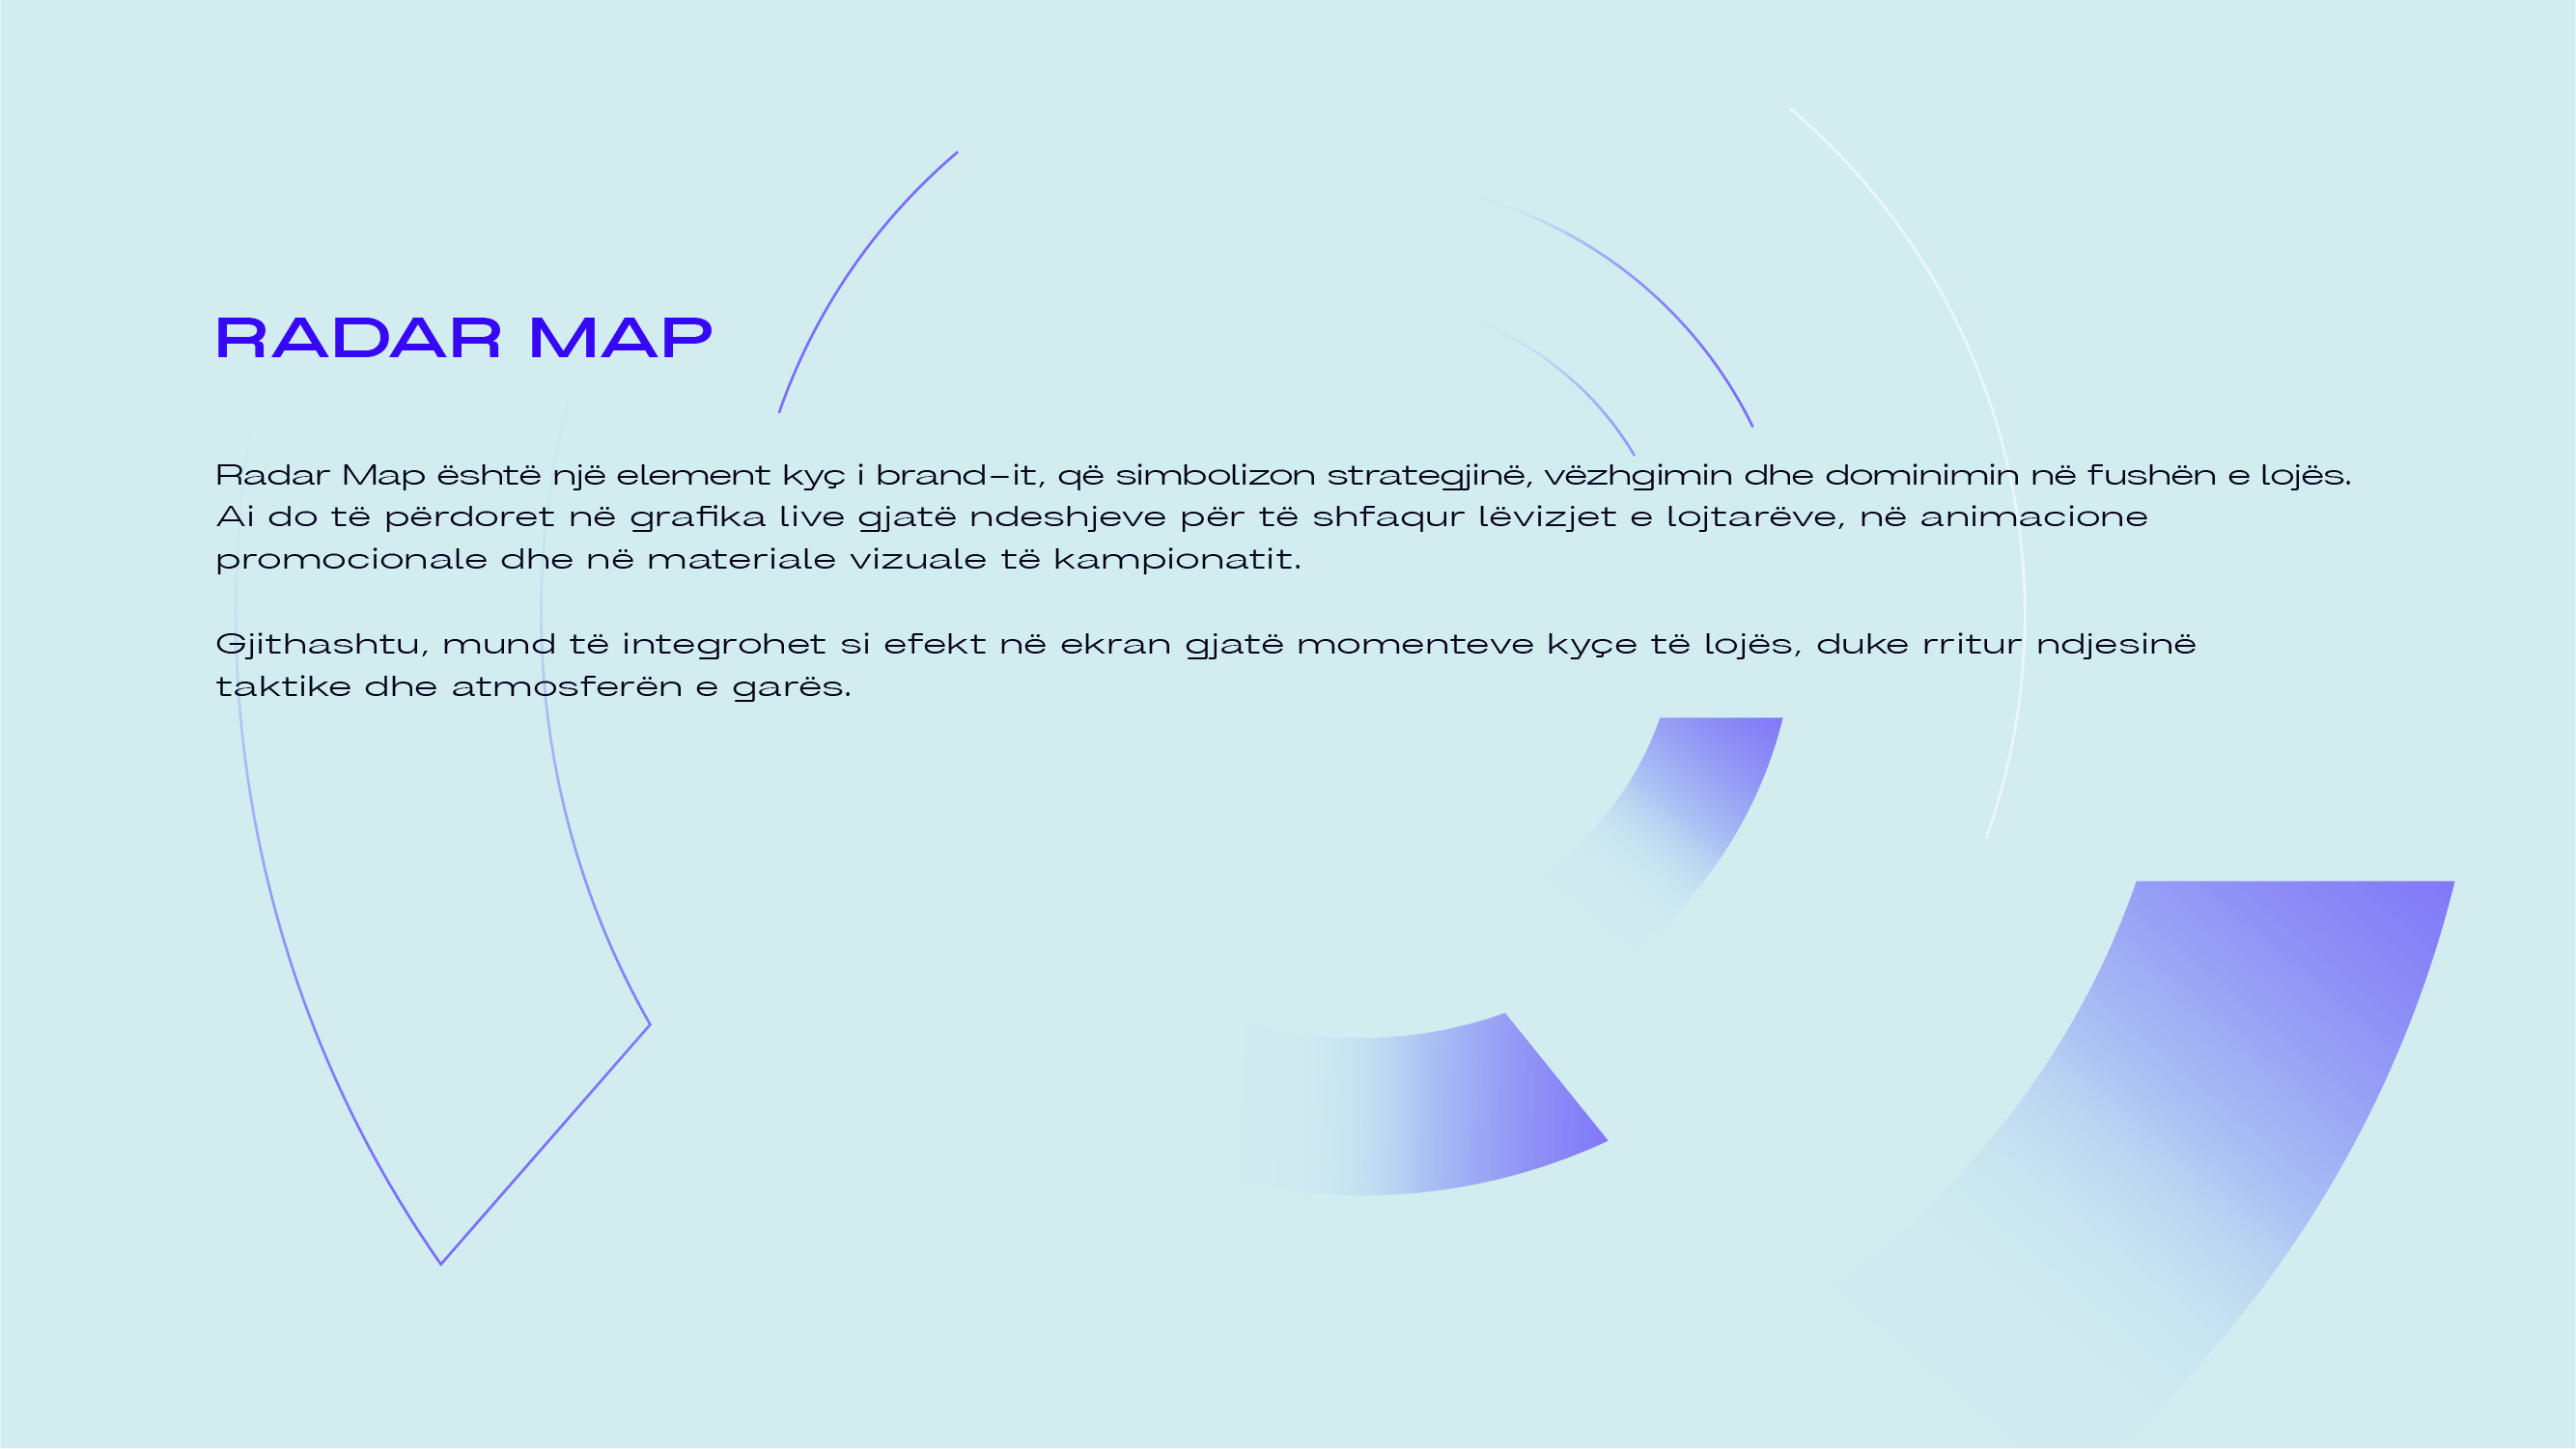 RADAR MAP
Radar Map është një element kyç i brand-it, që simbolizon strategjinë, vëzhgimin dhe dominimin në fushën e lojës.
Ai do të përdoret në grafika live gjatë ndeshjeve për të shfaqur lëvizjet e lojtarëve, në animacione
promocionale dhe në materiale vizuale të kampionatit.
Gjithashtu, mund të integrohet si efekt në ekran gjatë momenteve kyçe të lojës, duke rritur ndjesinë
taktike dhe atmosferën e garës.